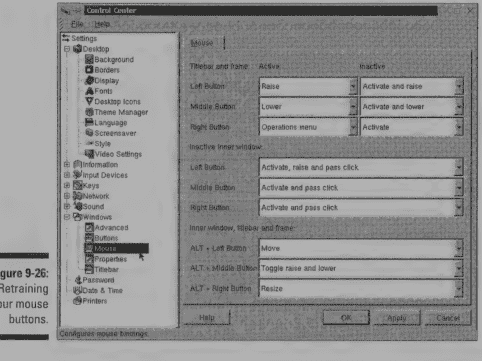 Control Center
File Help
Settings
Desktop
Background
Borders
Display
Fonts
Desktop Icons
Theme Manager
Language
Screensaver
Style
Video Settings
Information
Input Devices
Keys
Network
Sound
Windows
Advanced
Buttons
Mouse
Properties
Titlebar
Password
Date & Time
Printers
Mouse
Titlebar and frame: Active Inactive
Left Button Raise Activate and raise
Middle Button Lower Activate and lower
Right Button Operations menu Activate
Inactive inner window
Left Button Activate, raise and pass click
Middle Button Activate and pass click
Right Button Activate and pass click
Inner window, titlebar and frame:
ALT + Left Button Move
ALT + Middle Button Toggle raise and lower
ALT + Right Button Resize
Help OK Apply Cancel
Configures mouse bindings.
gure 9-26:
Retraining
our mouse
buttons.